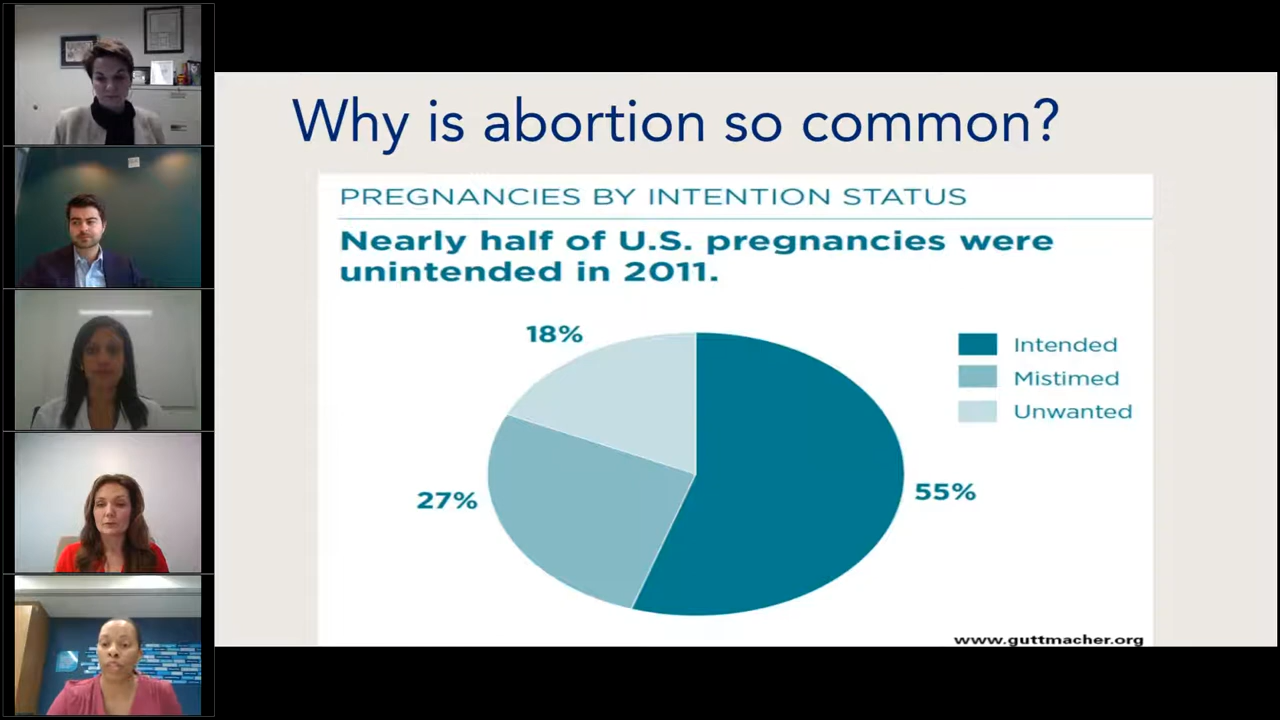 Why is abortion so common?
PREGNANCIES BY INTENTION STATUS
Nearly half of U.S. pregnancies were
unintended in 2011.
18%
Intended
Mistimed
Unwanted
27%
55%
www.guttmacher.org